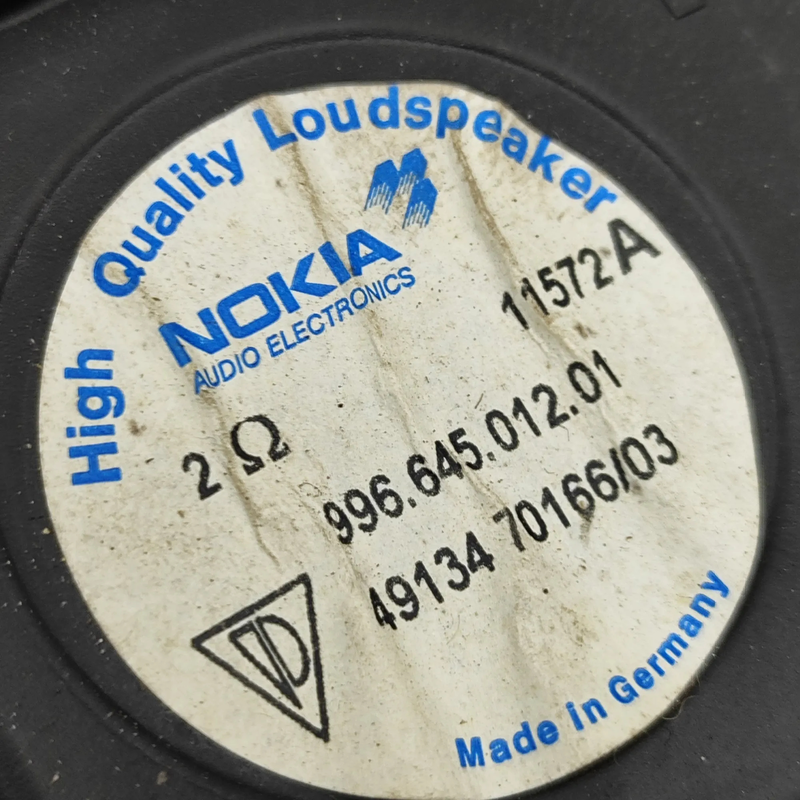 High Quality Loudspeaker
NOKIA
AUDIO ELECTRONICS
11572 A
2 Ω
996.645.012.01
49134 70166/03
Made in Germany